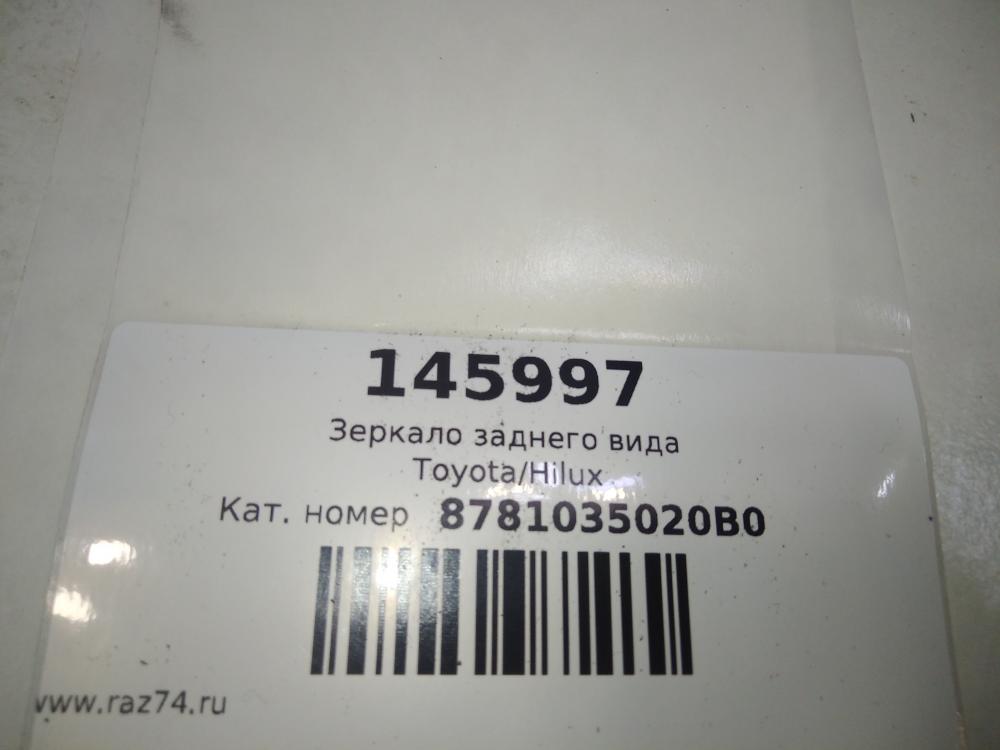 145997
Зеркало заднего вида
Toyota/Hilux
Кат. номер 8781035020B0
www.raz74.ru